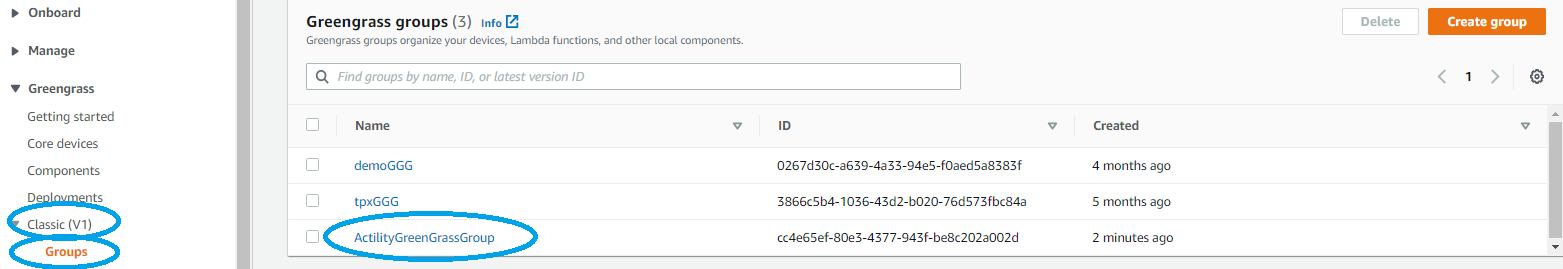 Onboard
Manage
Greengrass
Getting started
Core devices
Components
Deployments
Classic (V1)
Groups
Greengrass groups (3) Info
Greengrass groups organize your devices, Lambda functions, and other local components.
Delete
Create group
Find groups by name, ID, or latest version ID
1
Name ID Created
demoGGG 0267d30c-a639-4a33-94e5-f0aed5a8383f 4 months ago
tpxGGG 3866c5b4-1036-43d2-b020-76d573fbc84a 5 months ago
ActilityGreenGrassGroup cc4e65ef-80e3-4377-943f-be8c202a002d 2 minutes ago